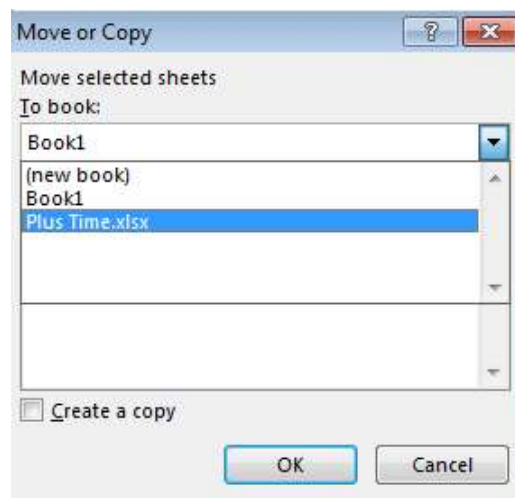 Move or Copy
Move selected sheets
To book:
Book1
(new book)
Book1
Plus Time.xlsx
Create a copy
OK Cancel